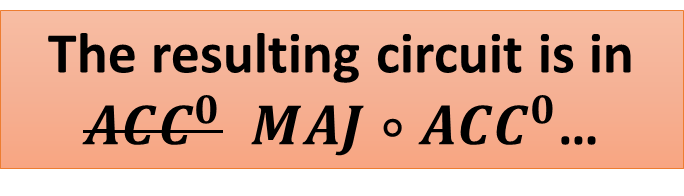 The resulting circuit is in
~~ACC⁰~~ MAJ ∘ ACC⁰...